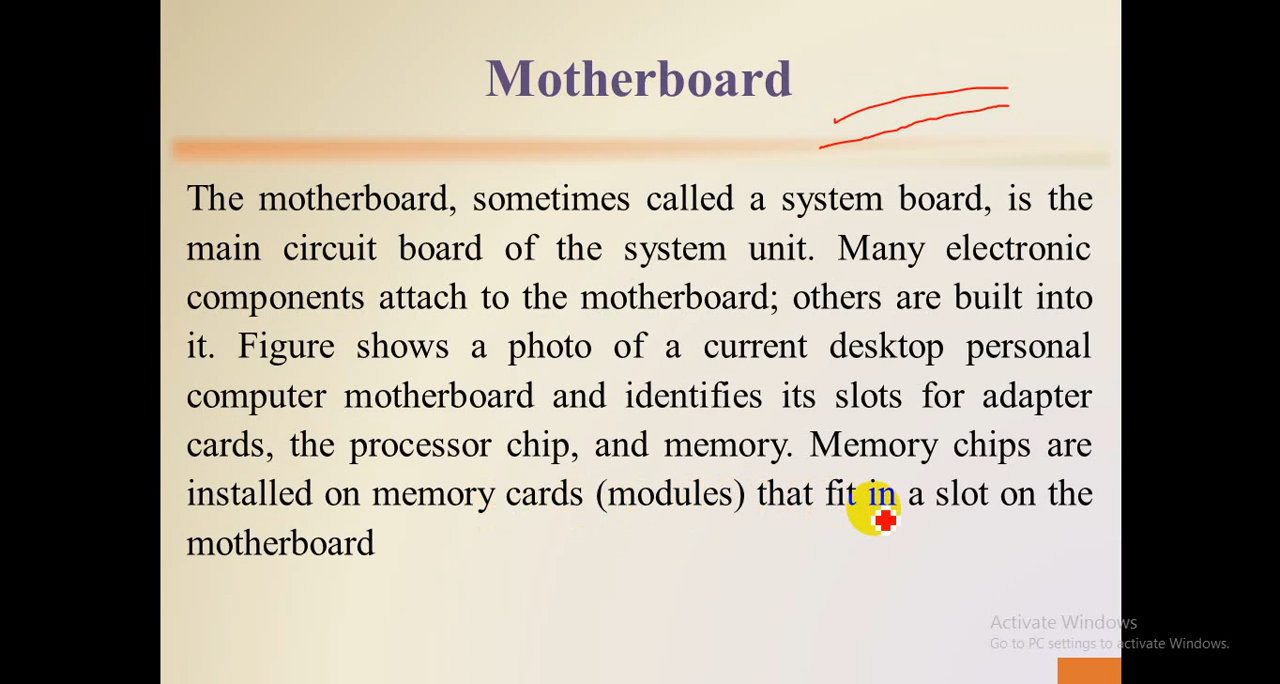 Motherboard
The motherboard, sometimes called a system board, is the
main circuit board of the system unit. Many electronic
components attach to the motherboard; others are built into
it. Figure shows a photo of a current desktop personal
computer motherboard and identifies its slots for adapter
cards, the processor chip, and memory. Memory chips are
installed on memory cards (modules) that fit in a slot on the
motherboard
Activate Windows
Go to PC settings to activate Windows.